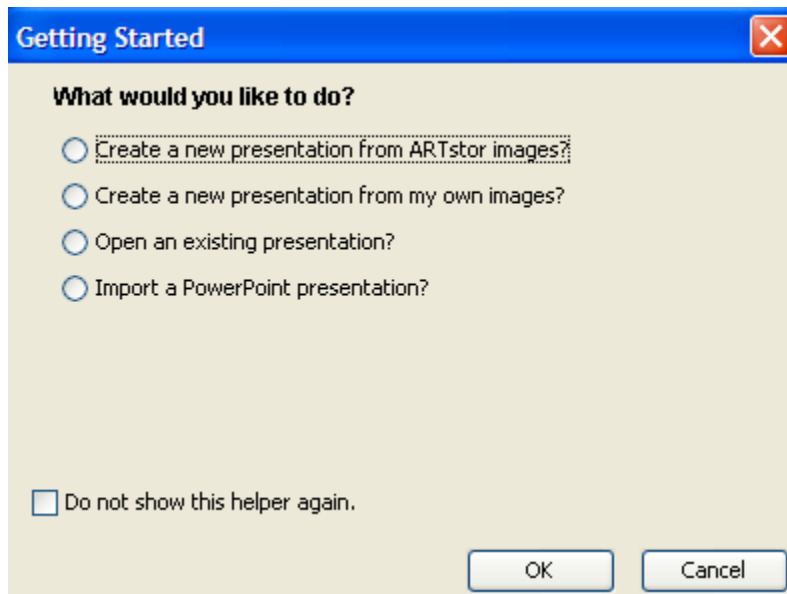 Getting Started
What would you like to do?
Create a new presentation from ARTstor images?
Create a new presentation from my own images?
Open an existing presentation?
Import a PowerPoint presentation?
Do not show this helper again.
OK
Cancel